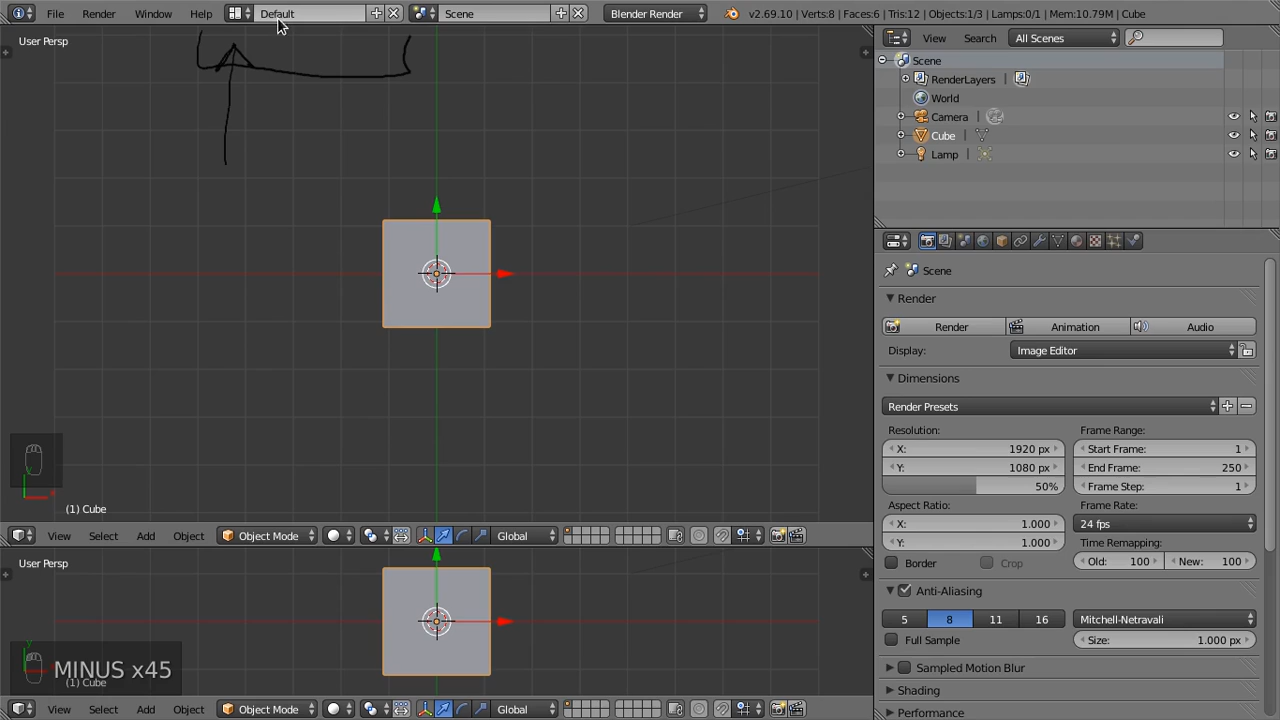 File Render Window Help Default Scene Blender Render v2.69.10 | Verts:8 | Faces:6 | Tris:12 | Objects:1/3 | Lamps:0/1 | Mem:10.79M | Cube
User Persp
View Search All Scenes
Scene
RenderLayers
World
Camera
Cube
Lamp
Scene
Render
Render Animation Audio
Display: Image Editor
Dimensions
Render Presets
Resolution: Frame Range:
X: 1920 px Start Frame: 1
Y: 1080 px End Frame: 250
50% Frame Step: 1
Aspect Ratio: Frame Rate:
X: 1.000 24 fps
Y: 1.000 Time Remapping:
Border Crop Old: 100 New: 100
Anti-Aliasing
5 8 11 16 Mitchell-Netravali
Full Sample Size: 1.000 px
Sampled Motion Blur
Shading
Performance
y
(1) Cube
View Select Add Object Object Mode Global
User Persp
MINUS x45
(1) Cube
View Select Add Object Object Mode Global